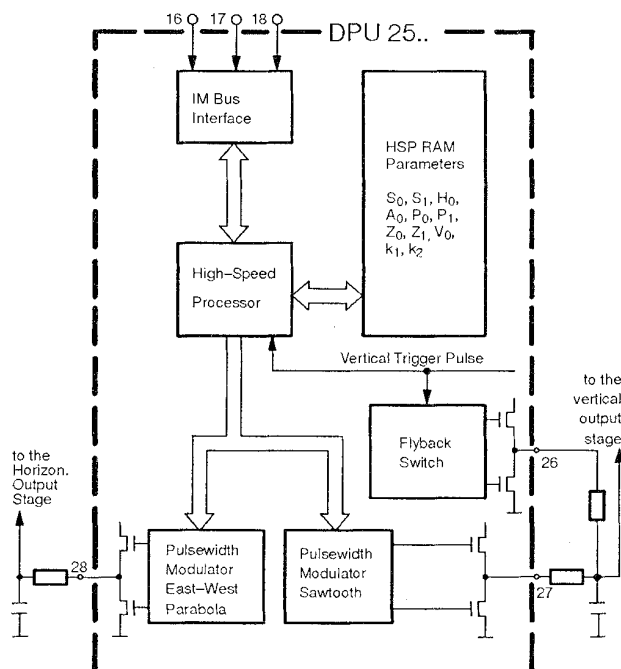 16 17 18
DPU 25..
IM Bus
Interface
HSP RAM
Parameters
S0, S1, H0,
A0, P0, P1,
Z0, Z1, V0,
k1, k2
High–Speed
Processor
Vertical Trigger Pulse
to the
vertical
output
stage
Flyback
Switch
26
to the
Horizon.
Output
Stage
28
Pulsewidth
Modulator
East–West
Parabola
Pulsewidth
Modulator
Sawtooth
27